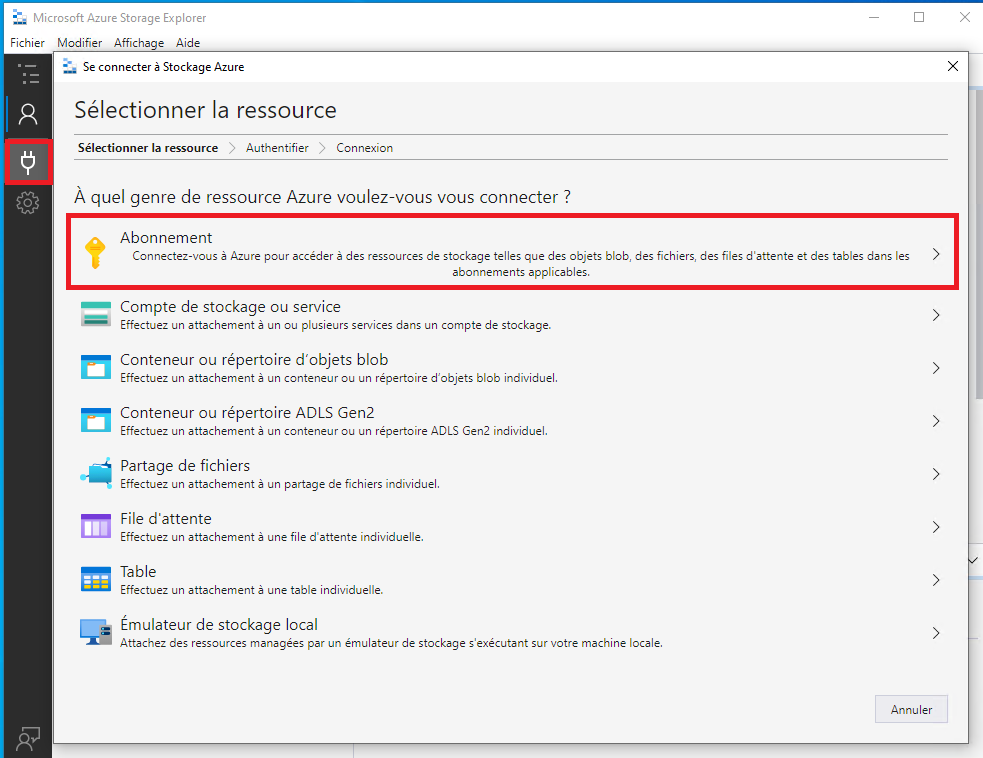 Microsoft Azure Storage Explorer
Fichier Modifier Affichage Aide
Se connecter à Stockage Azure
Sélectionner la ressource
Sélectionner la ressource Authentifier Connexion
À quel genre de ressource Azure voulez-vous vous connecter ?
Abonnement
Connectez-vous à Azure pour accéder à des ressources de stockage telles que des objets blob, des fichiers, des files d'attente et des tables dans les
abonnements applicables.
Compte de stockage ou service
Effectuez un attachement à un ou plusieurs services dans un compte de stockage.
Conteneur ou répertoire d’objets blob
Effectuez un attachement à un conteneur ou un répertoire d’objets blob individuel.
Conteneur ou répertoire ADLS Gen2
Effectuez un attachement à un conteneur ou un répertoire ADLS Gen2 individuel.
Partage de fichiers
Effectuez un attachement à un partage de fichiers individuel.
File d'attente
Effectuez un attachement à une file d'attente individuelle.
Table
Effectuez un attachement à une table individuelle.
Émulateur de stockage local
Attachez des ressources managées par un émulateur de stockage s'exécutant sur votre machine locale.
Annuler